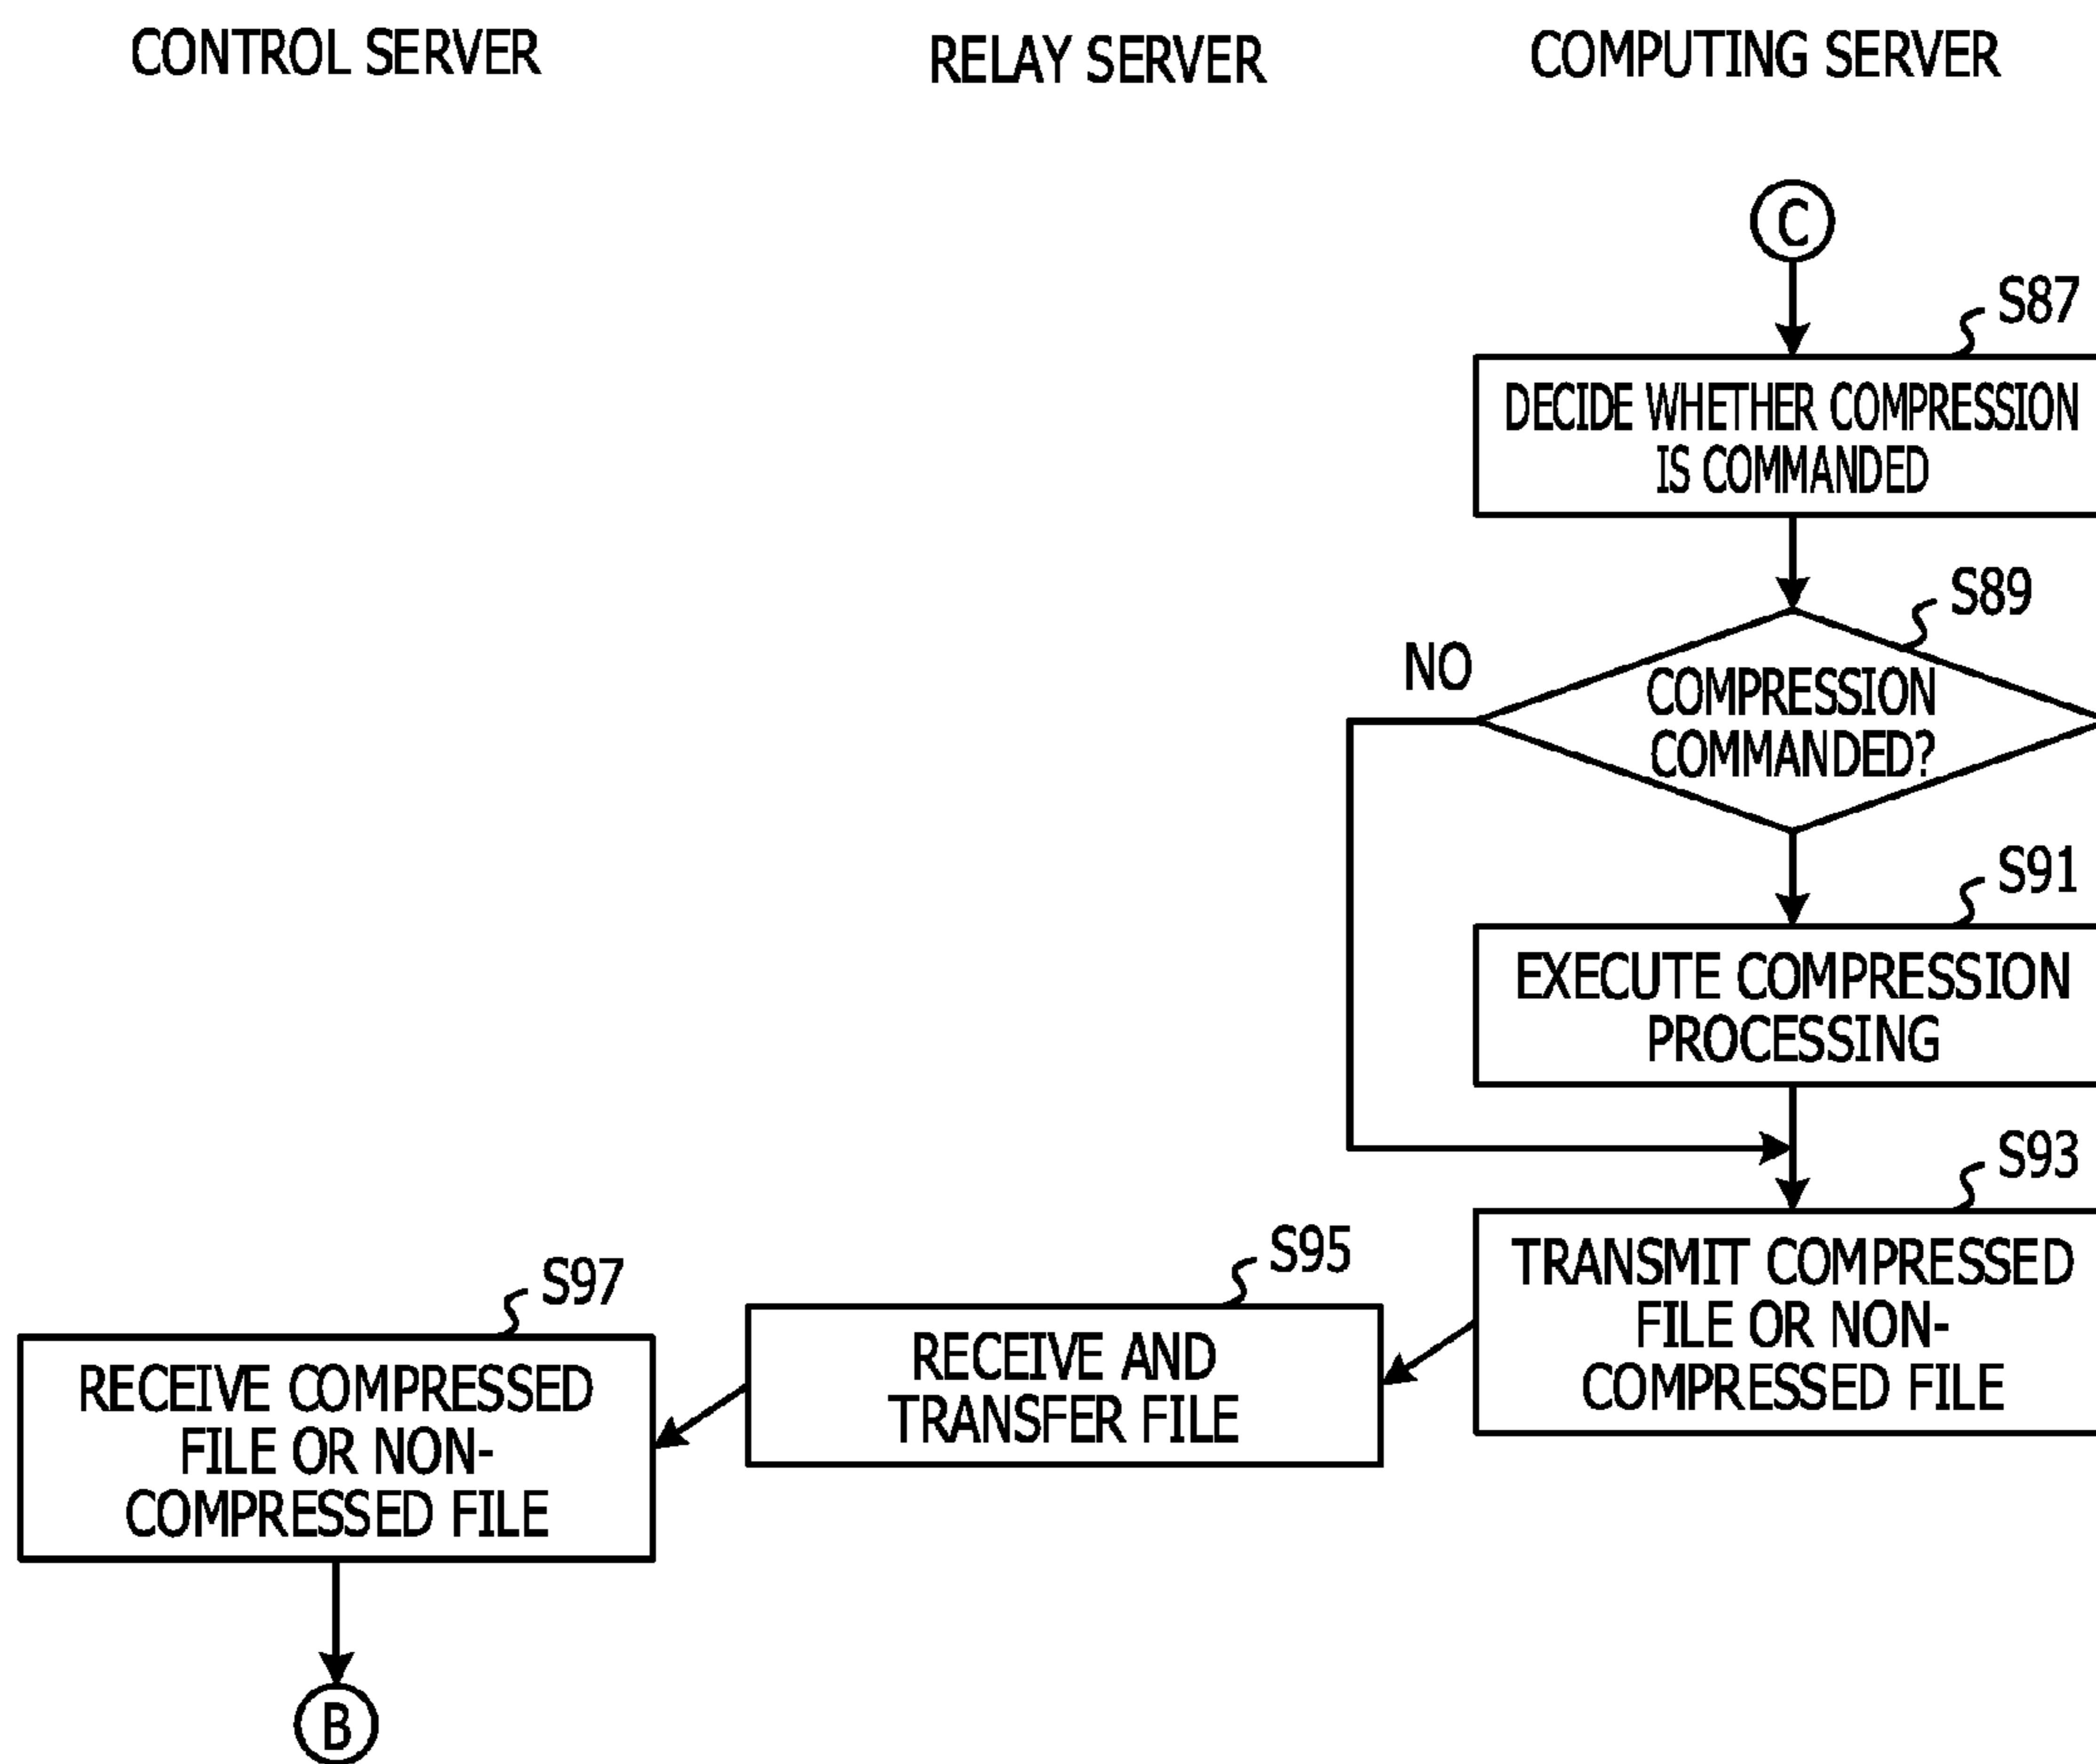 CONTROL SERVER
RELAY SERVER
COMPUTING SERVER
C
S87
DECIDE WHETHER COMPRESSION
IS COMMANDED
S89
NO
COMPRESSION
COMMANDED?
S91
EXECUTE COMPRESSION
PROCESSING
S93
TRANSMIT COMPRESSED
FILE OR NON-
COMPRESSED FILE
S95
RECEIVE AND
TRANSFER FILE
S97
RECEIVE COMPRESSED
FILE OR NON-
COMPRESSED FILE
B